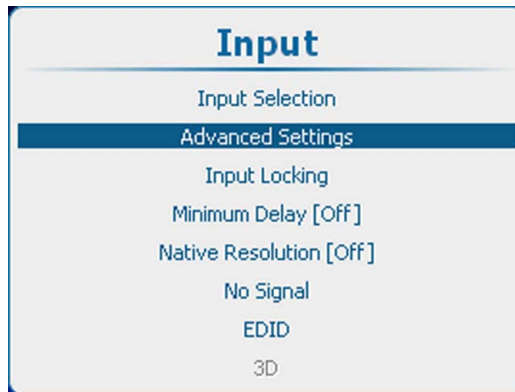 Input
Input Selection
Advanced Settings
Input Locking
Minimum Delay [Off]
Native Resolution [Off]
No Signal
EDID
3D